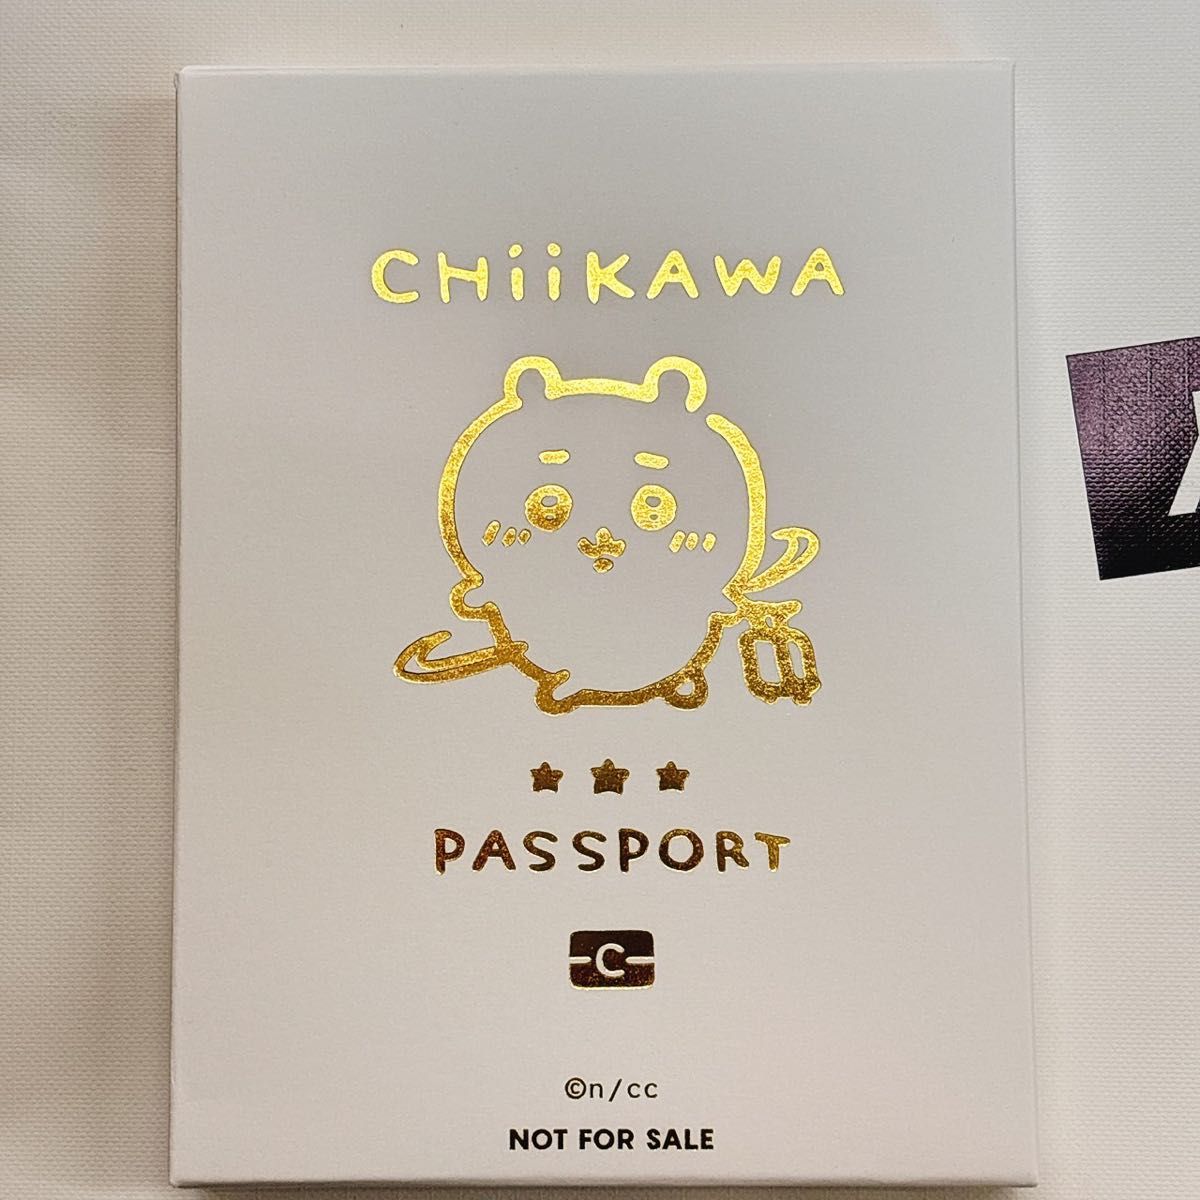 CHiiKAWA
PASSPORT
C
©n/cc
NOT FOR SALE